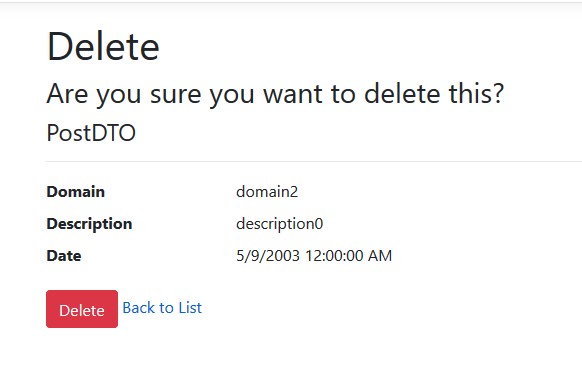 Delete
Are you sure you want to delete this?
PostDTO
Domain domain2
Description description0
Date 5/9/2003 12:00:00 AM
Delete Back to List